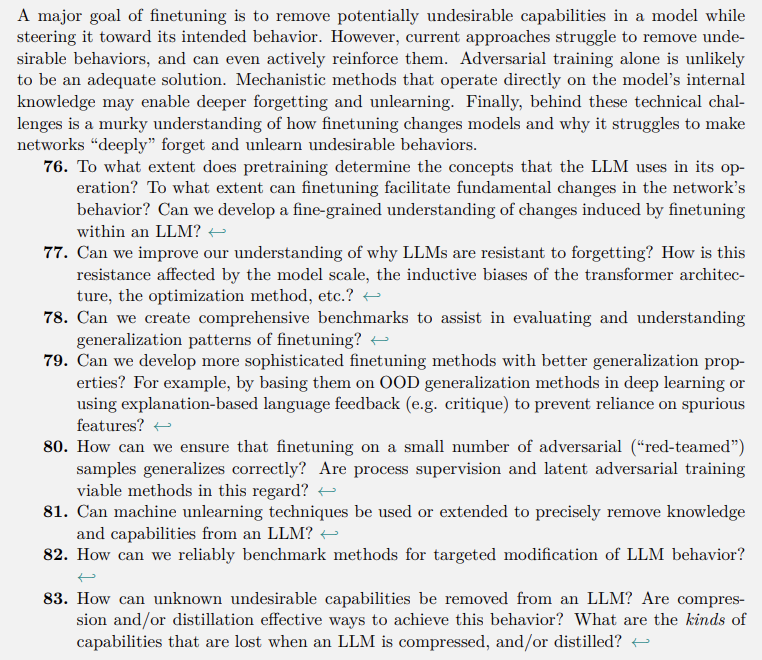 A major goal of finetuning is to remove potentially undesirable capabilities in a model while
steering it toward its intended behavior. However, current approaches struggle to remove unde-
sirable behaviors, and can even actively reinforce them. Adversarial training alone is unlikely
to be an adequate solution. Mechanistic methods that operate directly on the model's internal
knowledge may enable deeper forgetting and unlearning. Finally, behind these technical chal-
lenges is a murky understanding of how finetuning changes models and why it struggles to make
networks "deeply" forget and unlearn undesirable behaviors.
76. To what extent does pretraining determine the concepts that the LLM uses in its op-
eration? To what extent can finetuning facilitate fundamental changes in the network's
behavior? Can we develop a fine-grained understanding of changes induced by finetuning
within an LLM? ↩
77. Can we improve our understanding of why LLMs are resistant to forgetting? How is this
resistance affected by the model scale, the inductive biases of the transformer architec-
ture, the optimization method, etc.? ↩
78. Can we create comprehensive benchmarks to assist in evaluating and understanding
generalization patterns of finetuning? ↩
79. Can we develop more sophisticated finetuning methods with better generalization prop-
erties? For example, by basing them on OOD generalization methods in deep learning or
using explanation-based language feedback (e.g. critique) to prevent reliance on spurious
features? ↩
80. How can we ensure that finetuning on a small number of adversarial ("red-teamed")
samples generalizes correctly? Are process supervision and latent adversarial training
viable methods in this regard? ↩
81. Can machine unlearning techniques be used or extended to precisely remove knowledge
and capabilities from an LLM? ↩
82. How can we reliably benchmark methods for targeted modification of LLM behavior?
↩
83. How can unknown undesirable capabilities be removed from an LLM? Are compres-
sion and/or distillation effective ways to achieve this behavior? What are the kinds of
capabilities that are lost when an LLM is compressed, and/or distilled? ↩